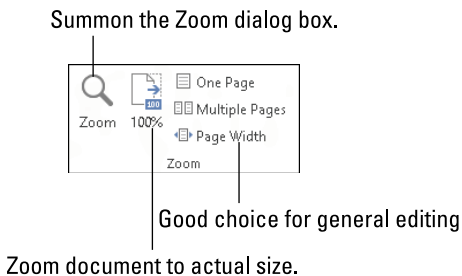 Summon the Zoom dialog box.
One Page
100
Multiple Pages
Zoom 100%
Page Width
Zoom
Good choice for general editing
Zoom document to actual size.